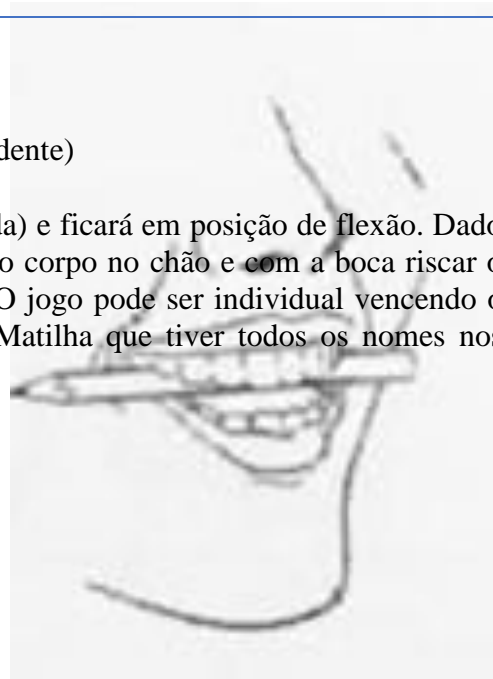 dente)
la) e ficará em posição de flexão. Dado
o corpo no chão e com a boca riscar o
O jogo pode ser individual vencendo o
Matilha que tiver todos os nomes nos